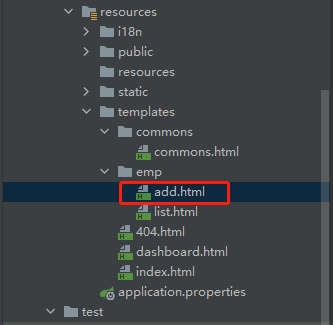 resources
i18n
public
resources
static
templates
commons
commons.html
emp
add.html
list.html
404.html
dashboard.html
index.html
application.properties
test